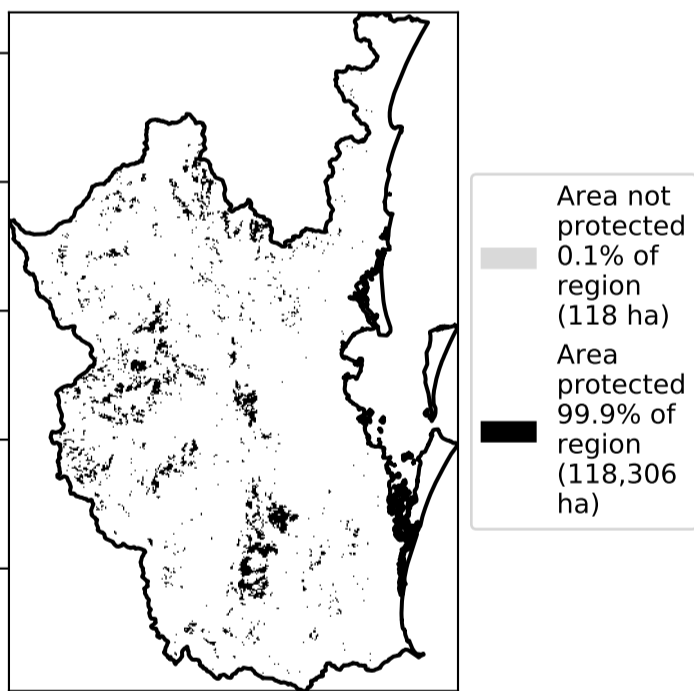 Area not
protected
0.1% of
region
(118 ha)
Area
protected
99.9% of
region
(118,306
ha)